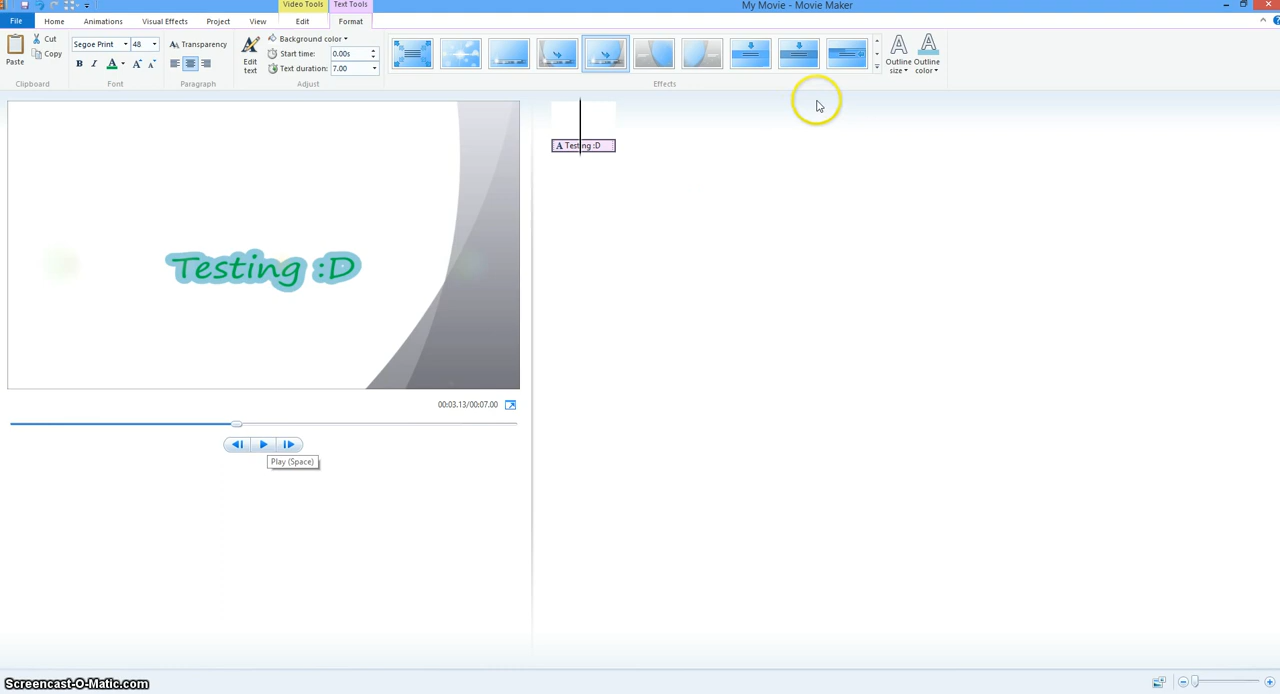 Video Tools Text Tools My Movie - Movie Maker
File Home Animations Visual Effects Project View Edit Format
Paste Cut Copy Segoe Print 48 Transparency Edit text Background color Outline size Outline color
B I A A A Start time: 0.00s
Text duration: 7.00
Clipboard Font Paragraph Adjust Effects
A Testing :D
Testing :D
00:03.13/00:07.00
Play (Space)
Screencast-O-Matic.com